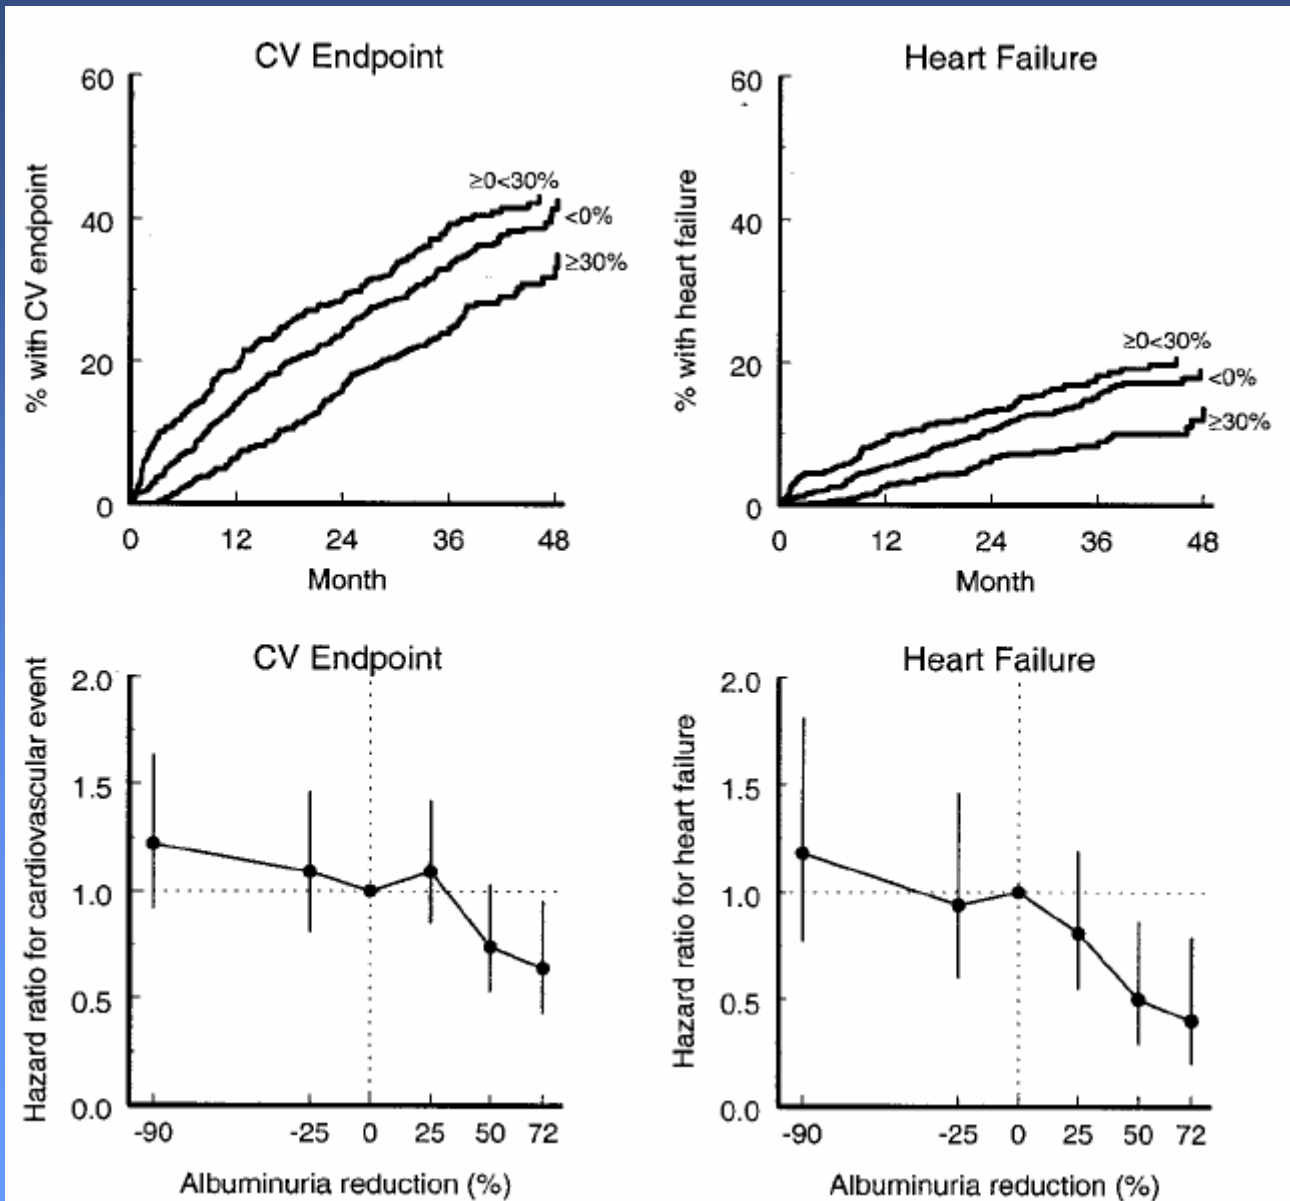 CV Endpoint
% with CV endpoint
60
40
20
0
≥0<30%
<0%
≥30%
0 12 24 36 48
Month
Heart Failure
% with heart failure
60
40
20
0
≥0<30%
<0%
≥30%
0 12 24 36 48
Month
CV Endpoint
Hazard ratio for cardiovascular event
2.0
1.5
1.0
0.5
0.0
-90 -25 0 25 50 72
Albuminuria reduction (%)
Heart Failure
Hazard ratio for heart failure
2.0
1.5
1.0
0.5
0.0
-90 -25 0 25 50 72
Albuminuria reduction (%)